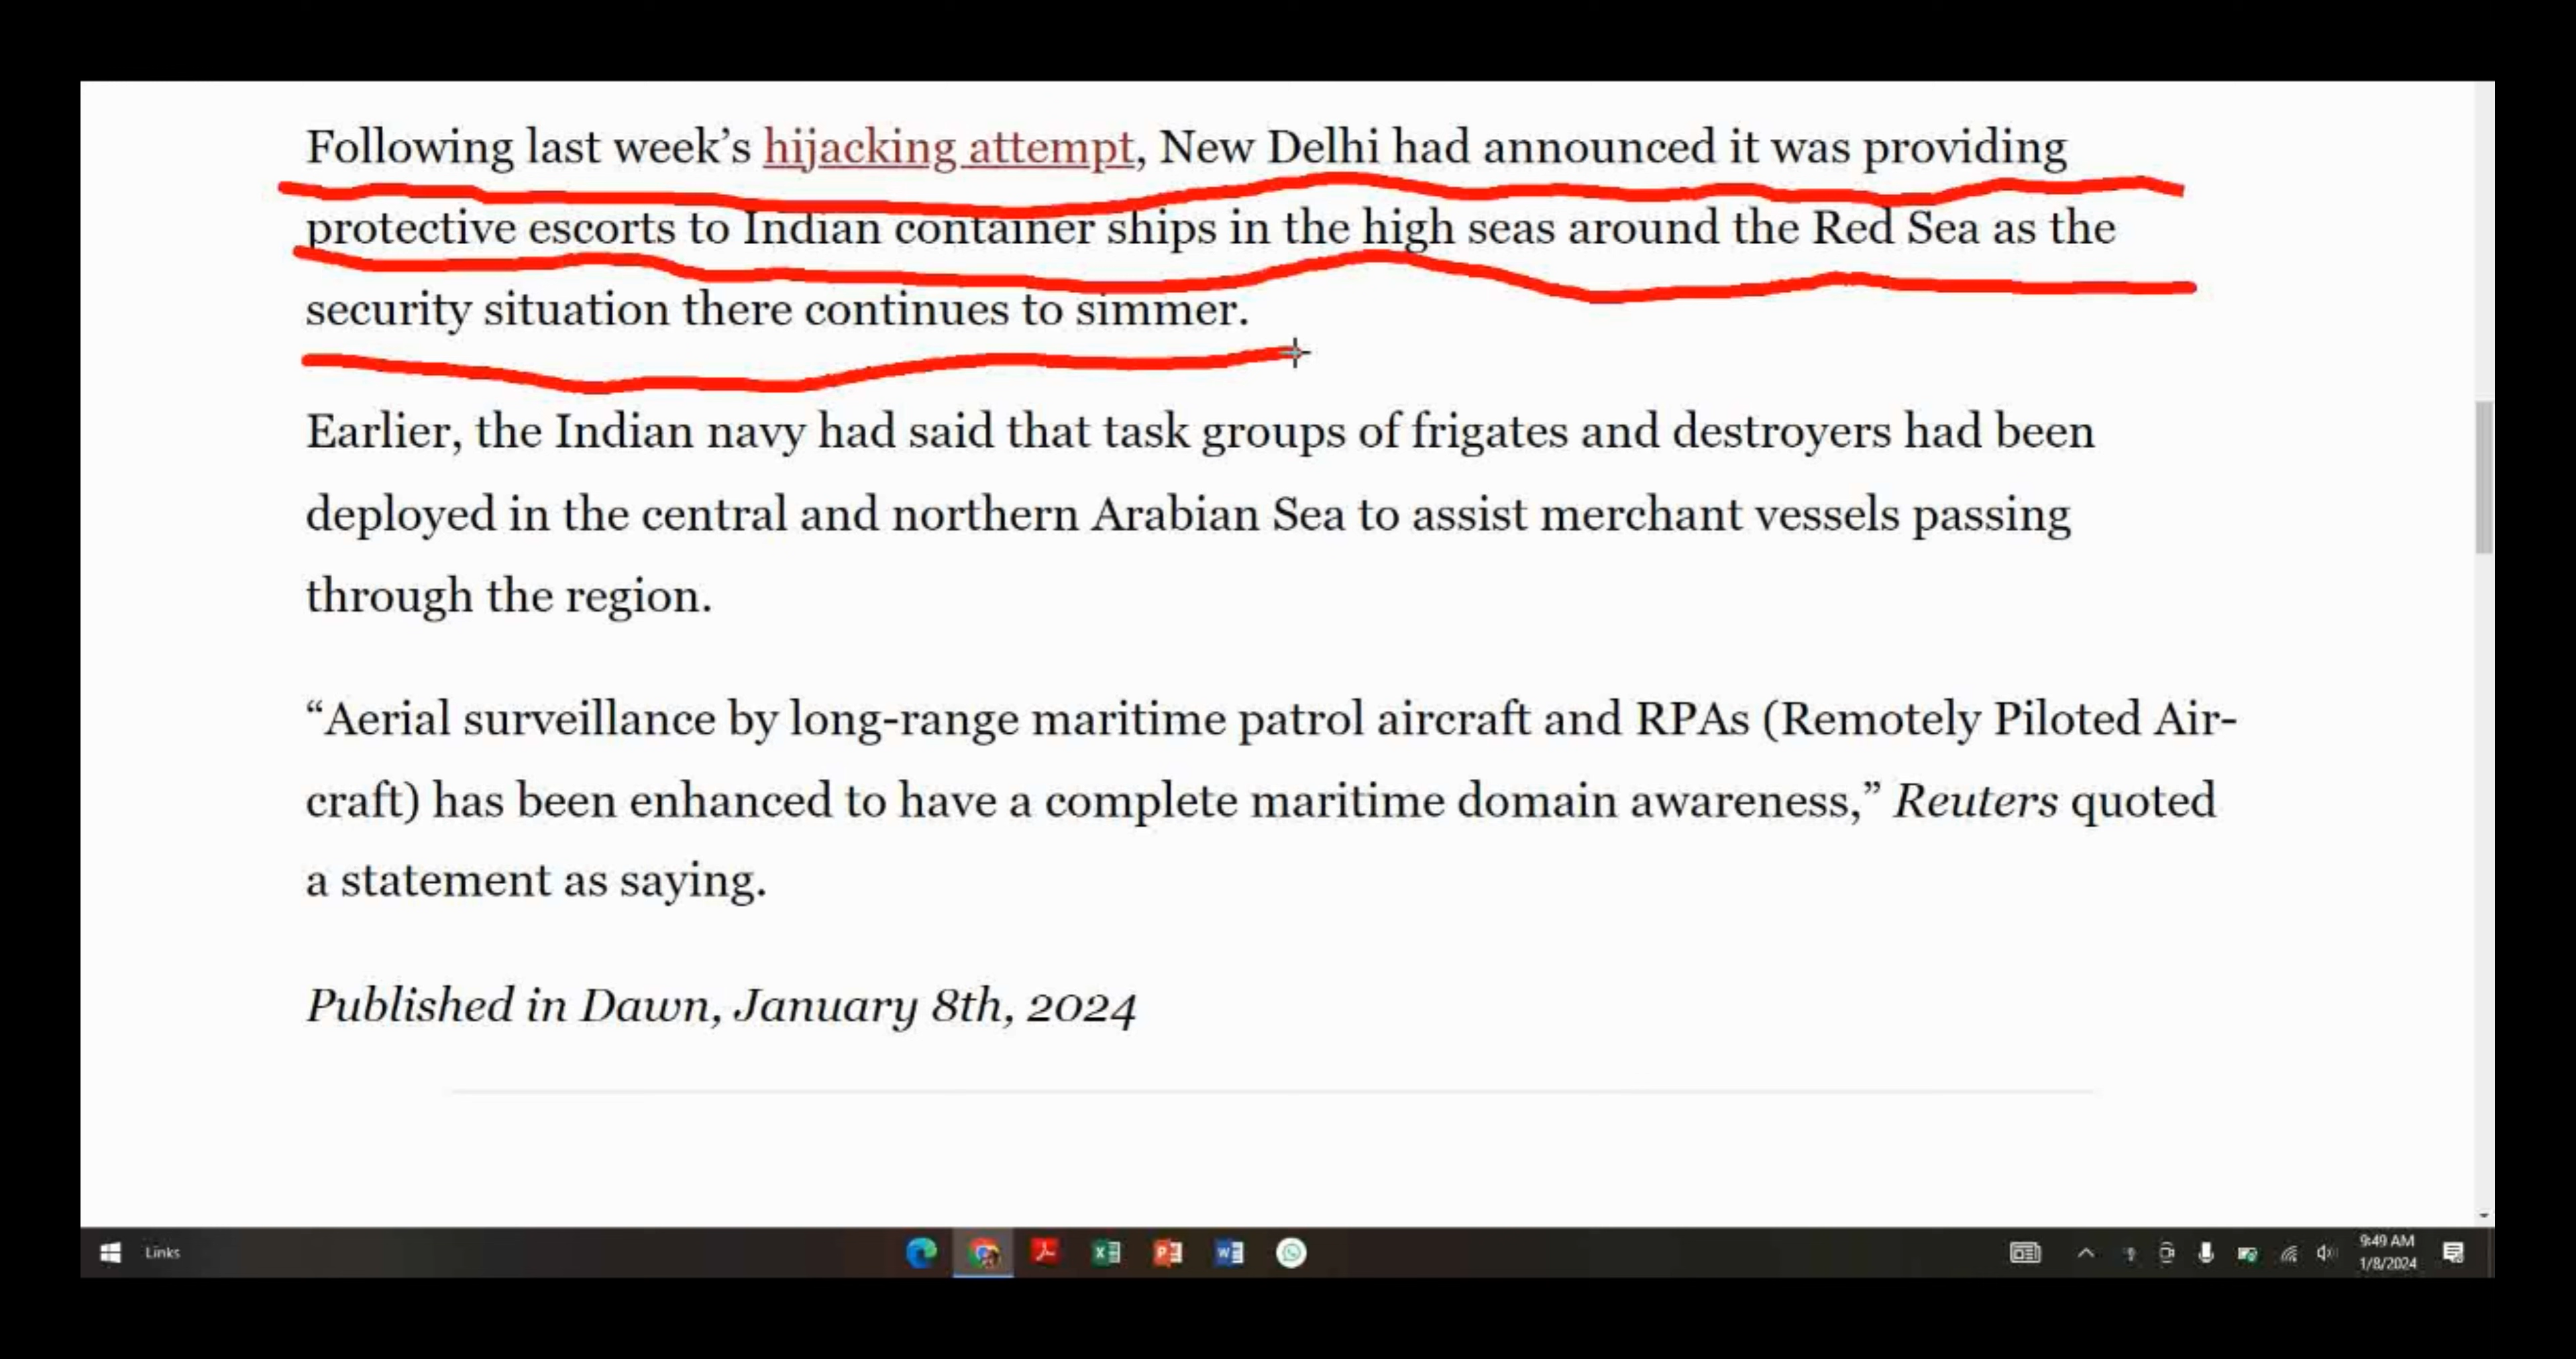 Following last week’s hijacking attempt, New Delhi had announced it was providing
protective escorts to Indian container ships in the high seas around the Red Sea as the
security situation there continues to simmer.
Earlier, the Indian navy had said that task groups of frigates and destroyers had been
deployed in the central and northern Arabian Sea to assist merchant vessels passing
through the region.
“Aerial surveillance by long-range maritime patrol aircraft and RPAs (Remotely Piloted Air-
craft) has been enhanced to have a complete maritime domain awareness,” Reuters quoted
a statement as saying.
Published in Dawn, January 8th, 2024
Links
9:49 AM
1/8/2024